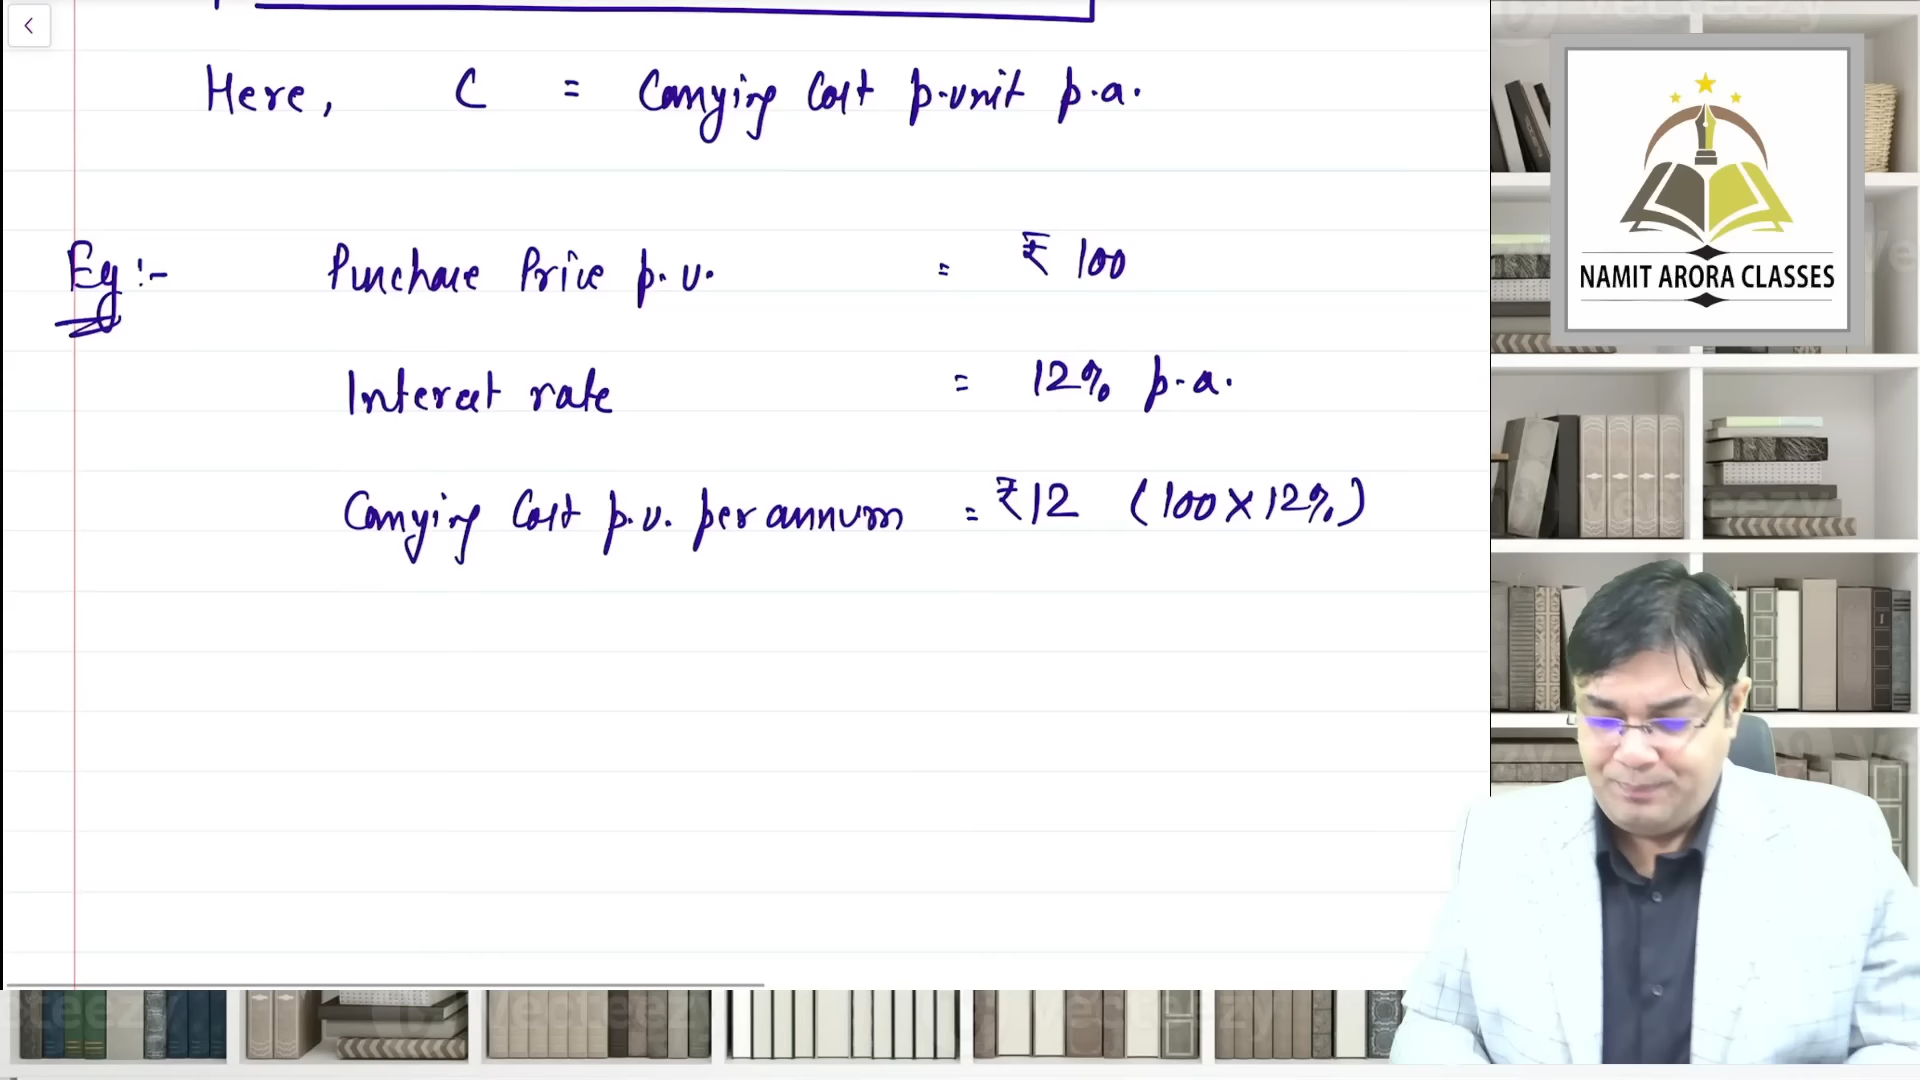 Here, C = Carrying Cost p.unit p.a.
Eg:- Purchase Price p.u. = ₹ 100
Interest rate = 12% p.a.
Carrying Cost p.u. per annum = ₹12 (100 X 12%)
NAMIT ARORA CLASSES